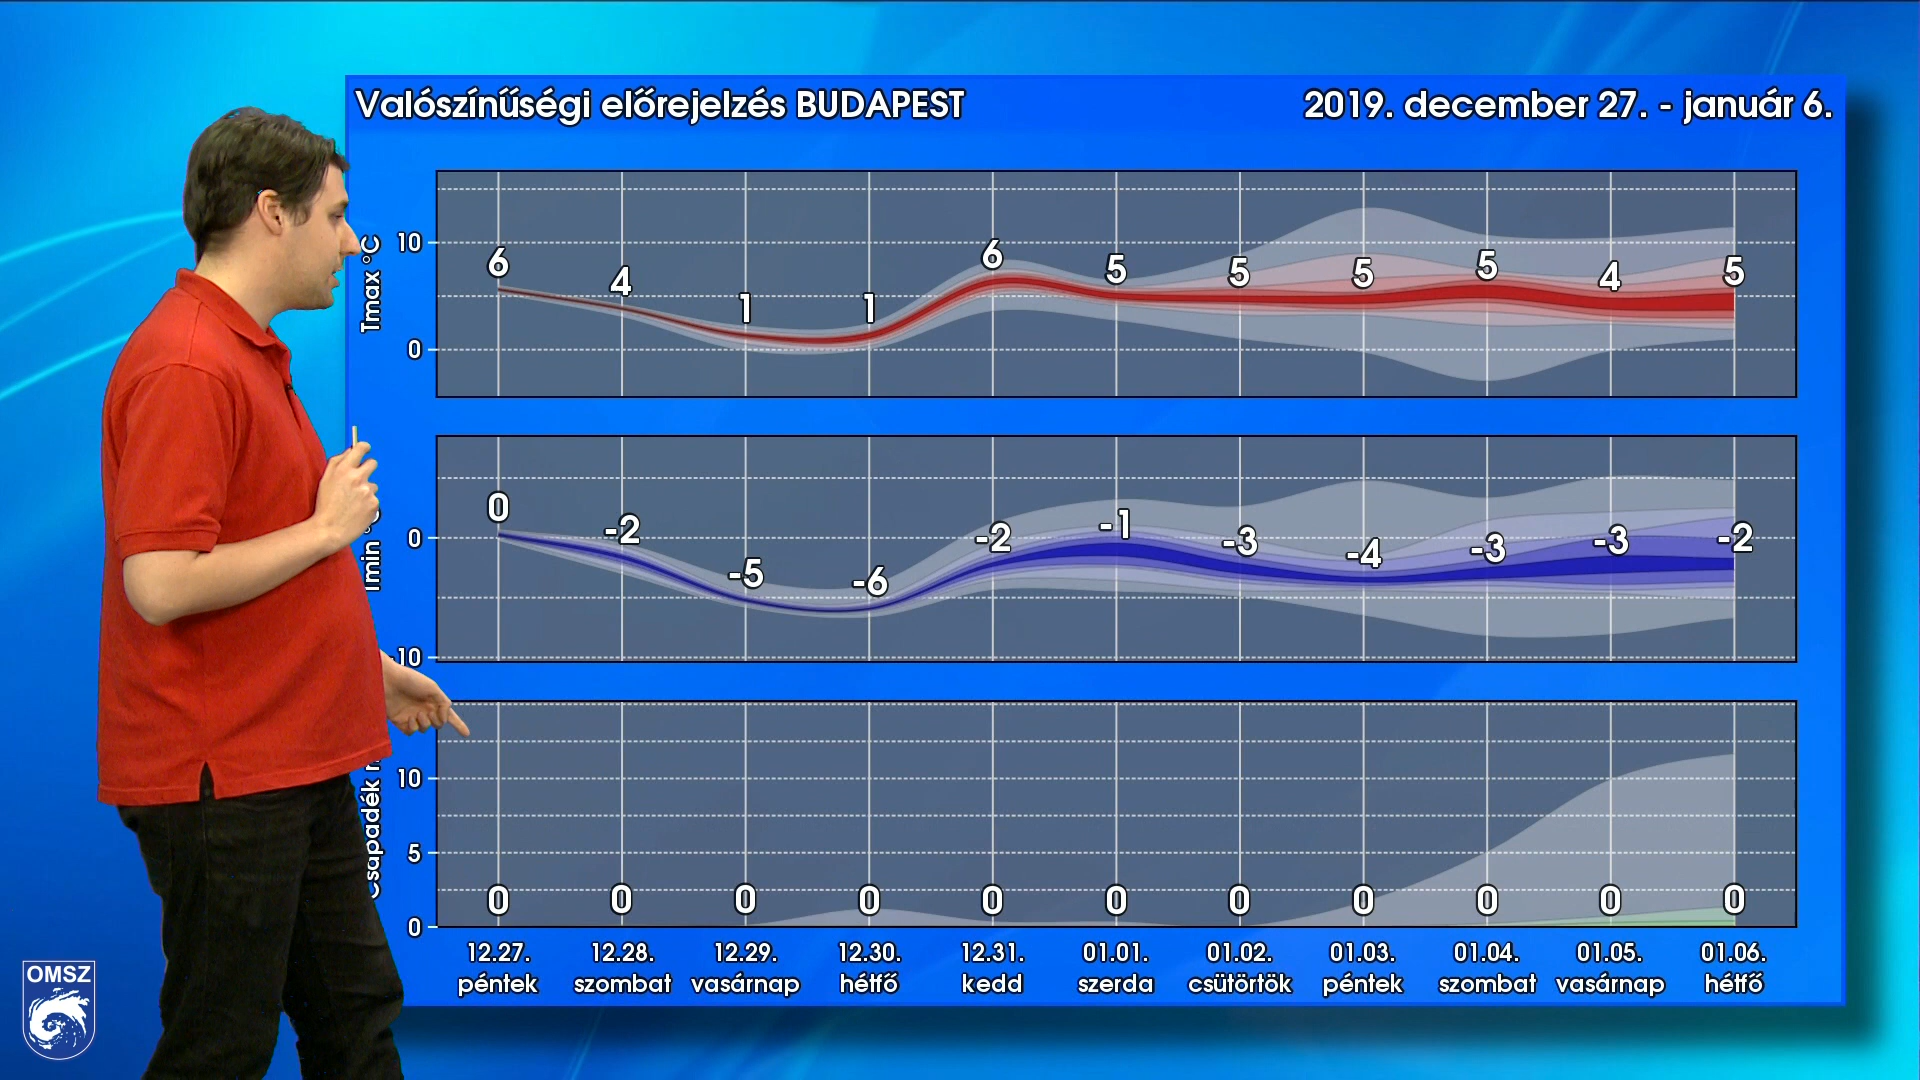 Valószínűségi előrejelzés BUDAPEST
2019. december 27. - január 6.
Tmax °C
10
0
6 4 1 1 6 5 5 5 5 4 5
0
-10
0 -2 -5 -6 -2 -1 -3 -4 -3 -3 -2
Csapadék
10
5
0
0 0 0 0 0 0 0 0 0 0 0
12.27. 12.28. 12.29. 12.30. 12.31. 01.01. 01.02. 01.03. 01.04. 01.05. 01.06.
péntek szombat vasárnap hétfő kedd szerda csütörtök péntek szombat vasárnap hétfő
OMSZ